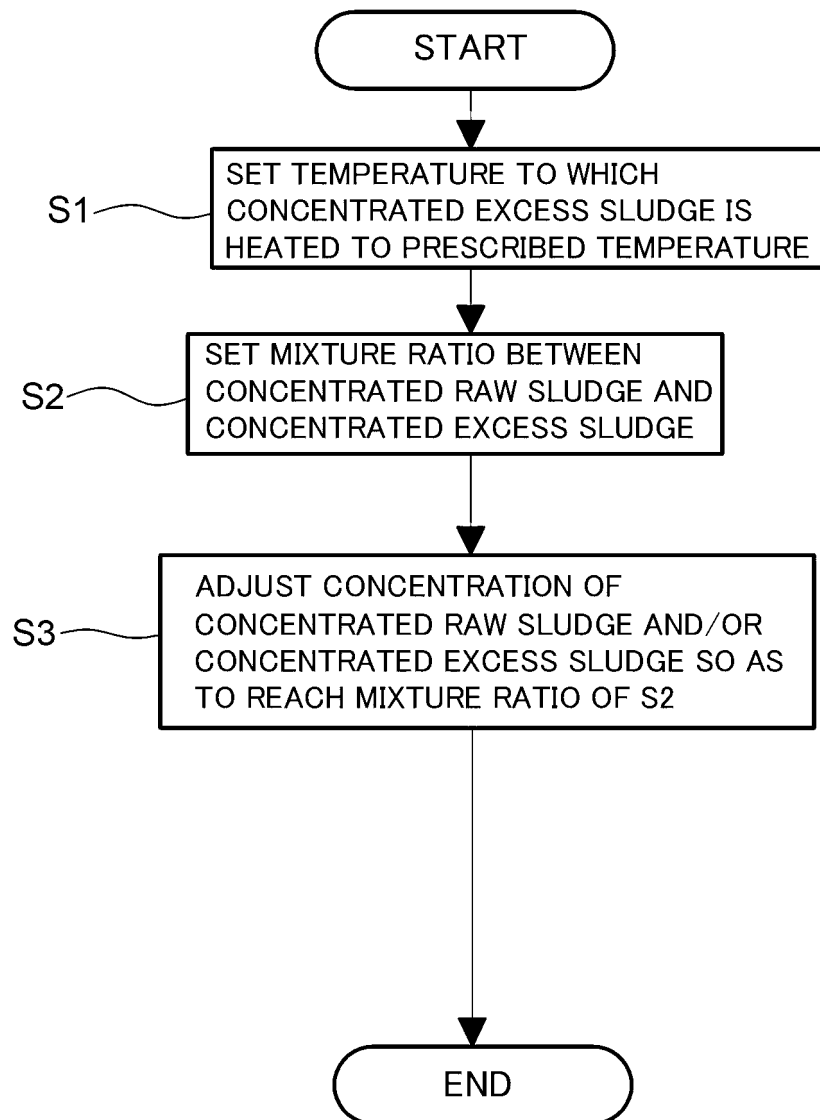 START
S1
SET TEMPERATURE TO WHICH
CONCENTRATED EXCESS SLUDGE IS
HEATED TO PRESCRIBED TEMPERATURE
S2
SET MIXTURE RATIO BETWEEN
CONCENTRATED RAW SLUDGE AND
CONCENTRATED EXCESS SLUDGE
S3
ADJUST CONCENTRATION OF
CONCENTRATED RAW SLUDGE AND/OR
CONCENTRATED EXCESS SLUDGE SO AS
TO REACH MIXTURE RATIO OF S2
END